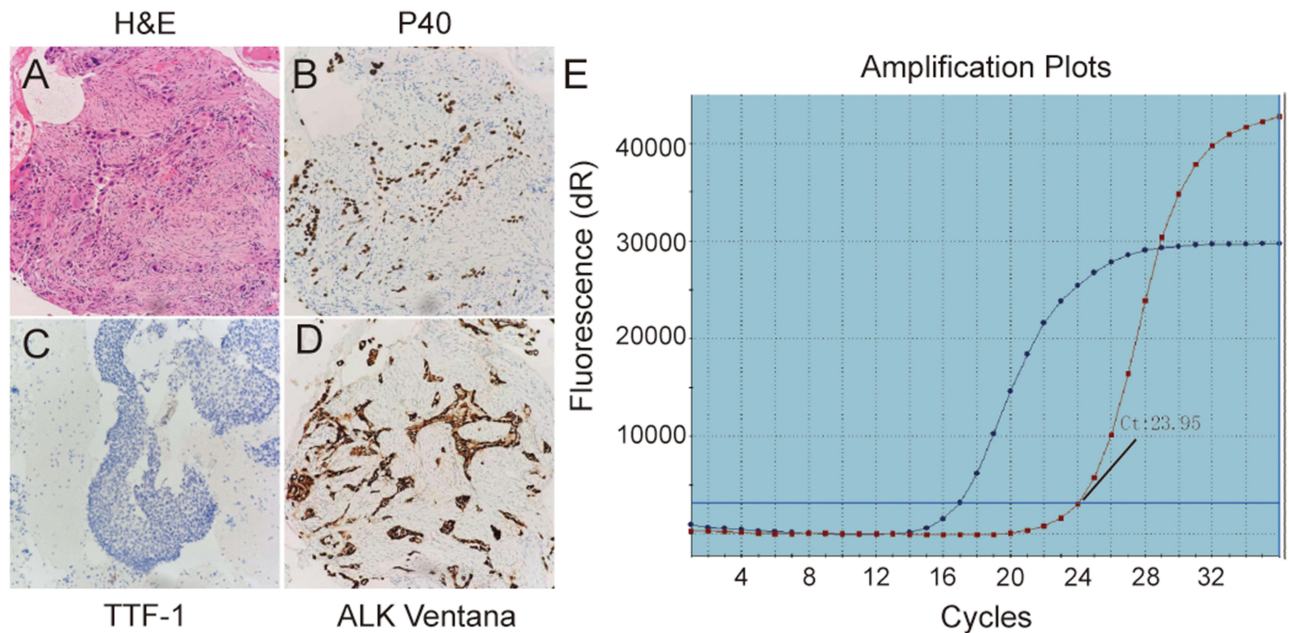 H&E
P40
A
B
C
D
TTF-1
ALK Ventana
E
Amplification Plots
Fluorescence (dR)
40000
30000
20000
10000
Ct:23.95
4 8 12 16 20 24 28 32
Cycles